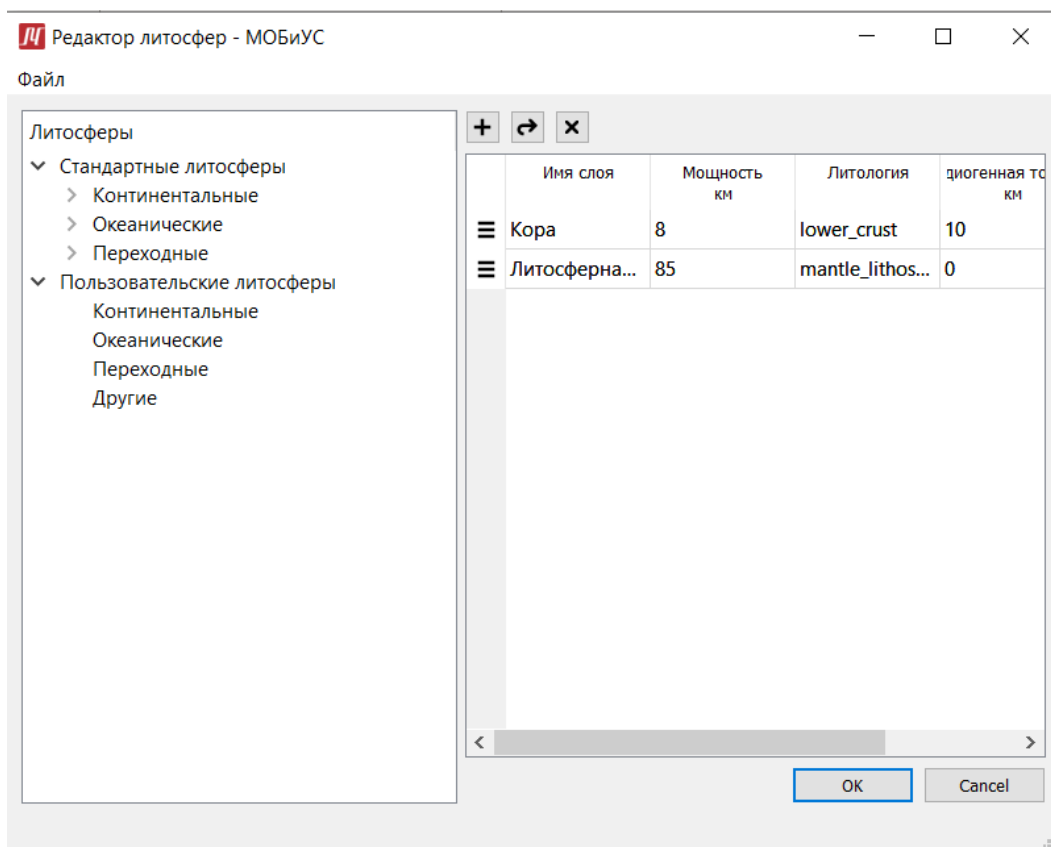 Редактор литосфер - МОБиУС
Файл
Литосферы
Стандартные литосферы
Континентальные
Океанические
Переходные
Пользовательские литосферы
Континентальные
Океанические
Переходные
Другие
Имя слоя Мощность км Литология диогенная то км
Кора 8 lower_crust 10
Литосферна... 85 mantle_lithos... 0
OK Cancel